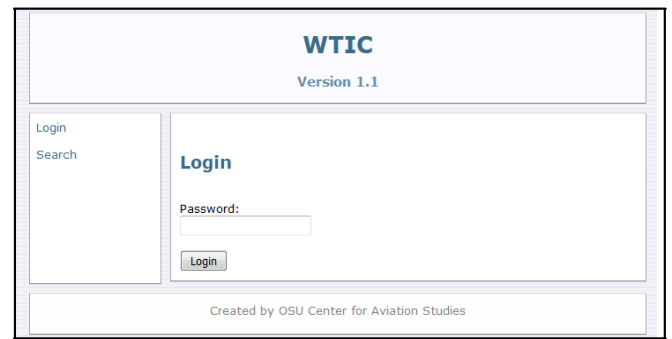 WTIC
Version 1.1
Login
Search
Login
Password:
Login
Created by OSU Center for Aviation Studies